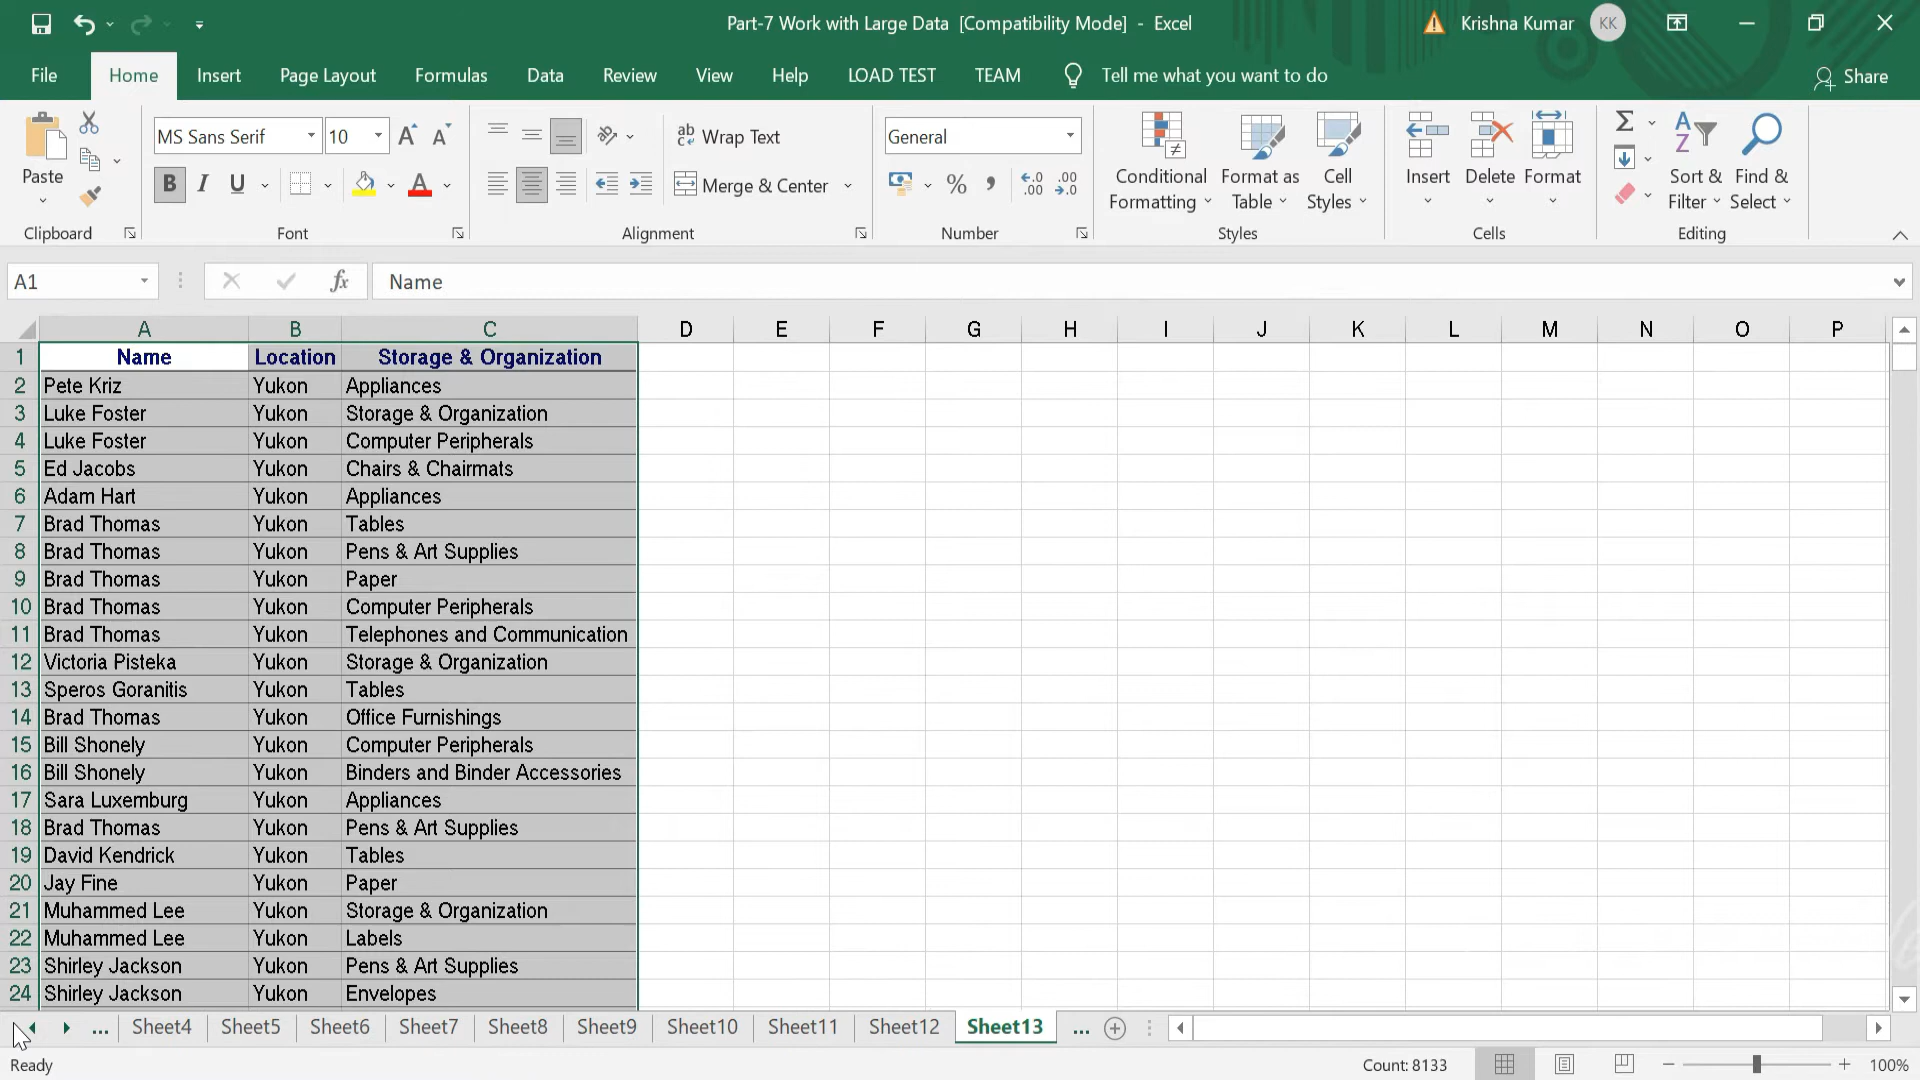 Part-7 Work with Large Data [Compatibility Mode] - Excel
Krishna Kumar KK
File Home Insert Page Layout Formulas Data Review View Help LOAD TEST TEAM Tell me what you want to do Share
Paste
Clipboard
MS Sans Serif 10
B I U A
Font
ab Wrap Text
Merge & Center
Alignment
General
% , .00 .0
Number
Conditional Formatting
Format as Table
Cell Styles
Styles
Insert Delete Format
Cells
Sort & Filter
Find & Select
Editing
A1 fx Name
A B C D E F G H I J K L M N O P
1 Name Location Storage & Organization
2 Pete Kriz Yukon Appliances
3 Luke Foster Yukon Storage & Organization
4 Luke Foster Yukon Computer Peripherals
5 Ed Jacobs Yukon Chairs & Chairmats
6 Adam Hart Yukon Appliances
7 Brad Thomas Yukon Tables
8 Brad Thomas Yukon Pens & Art Supplies
9 Brad Thomas Yukon Paper
10 Brad Thomas Yukon Computer Peripherals
11 Brad Thomas Yukon Telephones and Communication
12 Victoria Pisteka Yukon Storage & Organization
13 Speros Goranitis Yukon Tables
14 Brad Thomas Yukon Office Furnishings
15 Bill Shonely Yukon Computer Peripherals
16 Bill Shonely Yukon Binders and Binder Accessories
17 Sara Luxemburg Yukon Appliances
18 Brad Thomas Yukon Pens & Art Supplies
19 David Kendrick Yukon Tables
20 Jay Fine Yukon Paper
21 Muhammed Lee Yukon Storage & Organization
22 Muhammed Lee Yukon Labels
23 Shirley Jackson Yukon Pens & Art Supplies
24 Shirley Jackson Yukon Envelopes
... Sheet4 Sheet5 Sheet6 Sheet7 Sheet8 Sheet9 Sheet10 Sheet11 Sheet12 Sheet13 ...
Ready Count: 8133 100%